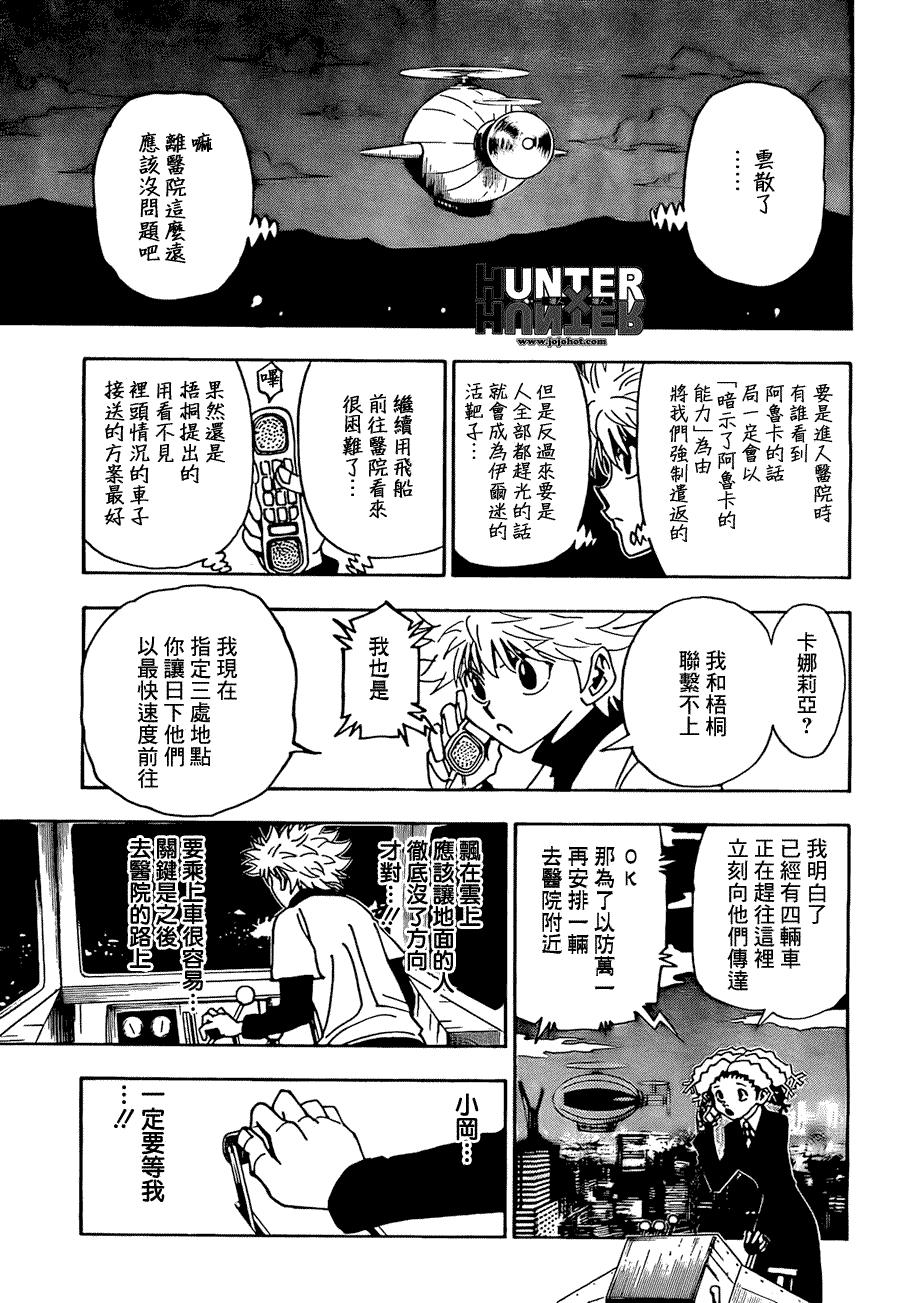 雲散了
……
嘛
離醫院這麼遠
應該沒問題吧
HUNTER
×
HUNTER
www.jojohot.com
要是進入醫院時
有誰看到
阿魯卡的話
局一定會以
「暗示了阿魯卡的
能力」為由
將我們強制遣返的
但是反過來要是
人全部都趕光的話
就會成為伊爾迷的
活靶子…
繼續用飛船
前往醫院看來
很困難了…
嗶
果然還是
梧桐提出的
用看不見
裡頭情況的車子
接送的方案最好
卡娜莉亞?
我和梧桐
聯繫不上
我也是
我現在
指定三處地點
你讓日下他們
以最快速度前往
我明白了
已經有四輛車
正在趕往這裡
立刻向他們傳達
OK
那為了以防萬一
再安排一輛
去醫院附近
飄在雲上
應該讓地面的人
徹底沒了方向
才對…!!
要乘上車很容易…
關鍵是之後
去醫院的路上
小岡…
一定要等我
…!!